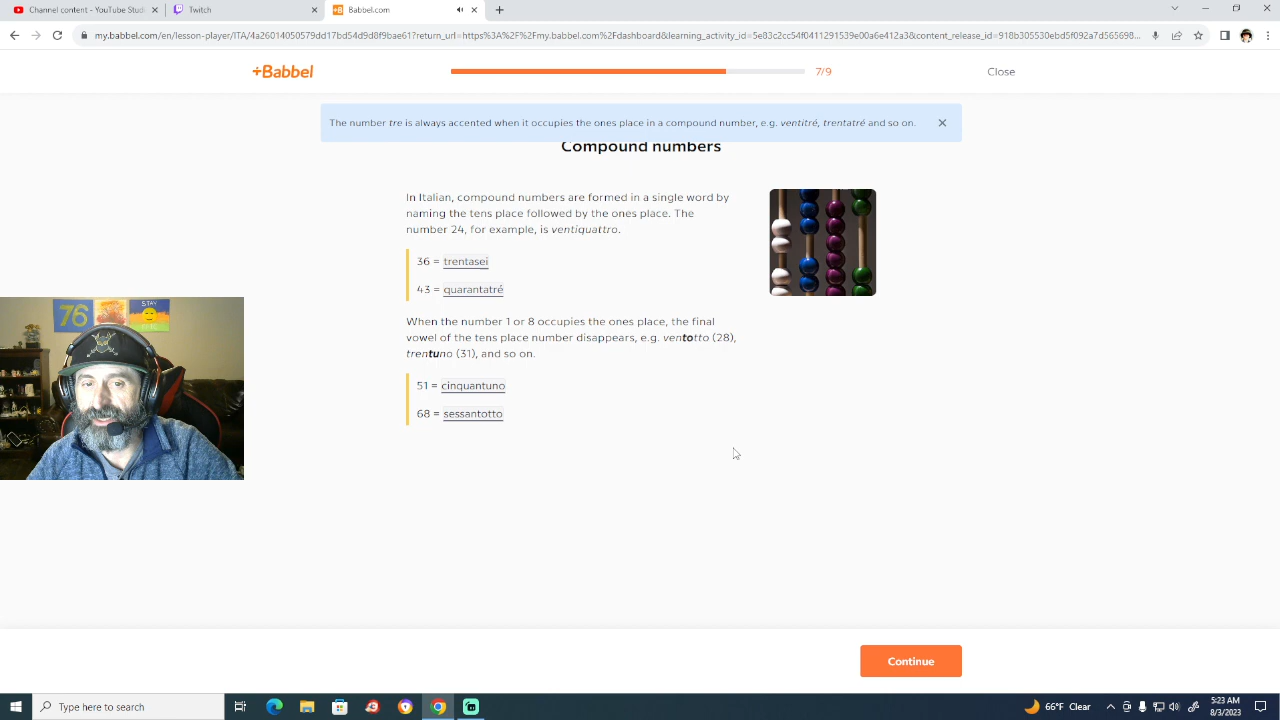 Channel content - YouTube Studi
Twitch
+B Babbel.com
my.babbel.com/en/lesson-player/ITA/4a26014050579dd17bd54d9d8f9bae61?return_url=https%3A%2F%2Fmy.babbel.com%2Fdashboard&learning_activity_id=5e83c2cc54f0411291539e00a6e412a3&content_release_id=918b305530ebd5f092a7d565698...
+Babbel
7/9
Close
The number tre is always accented when it occupies the ones place in a compound number, e.g. ventitré, trentatré and so on.
Compound numbers
In Italian, compound numbers are formed in a single word by
naming the tens place followed by the ones place. The
number 24, for example, is ventiquattro.
36 = trentasei
43 = quarantatré
When the number 1 or 8 occupies the ones place, the final
vowel of the tens place number disappears, e.g. ventotto (28),
trentuno (31), and so on.
51 = cinquantuno
68 = sessantotto
76
STAY
Continue
Type here to search
66°F Clear
5:23 AM
8/3/2023